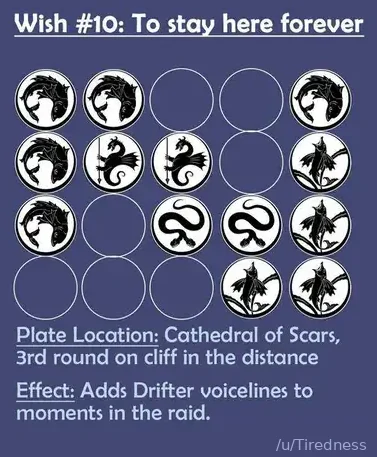 Wish #10: To stay here forever
Plate Location: Cathedral of Scars,
3rd round on cliff in the distance
Effect: Adds Drifter voicelines to
moments in the raid.
/u/Tiredness